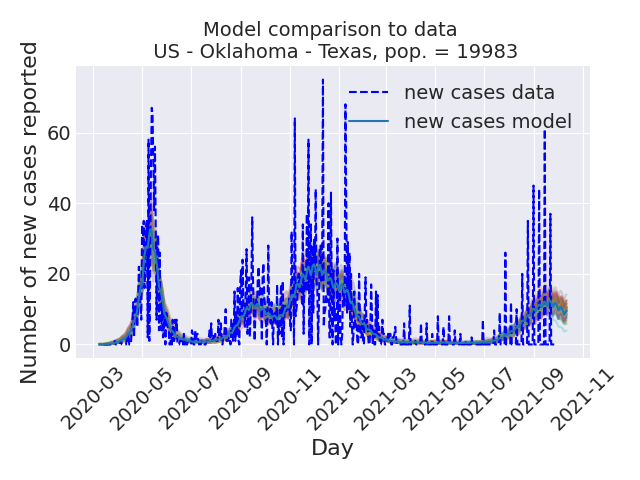 Model comparison to data
US - Oklahoma - Texas, pop. = 19983
Number of new cases reported
60
40
20
0
new cases data
new cases model
2020-03
2020-05
2020-07
2020-09
2020-11
2021-01
2021-03
2021-05
2021-07
2021-09
2021-11
Day